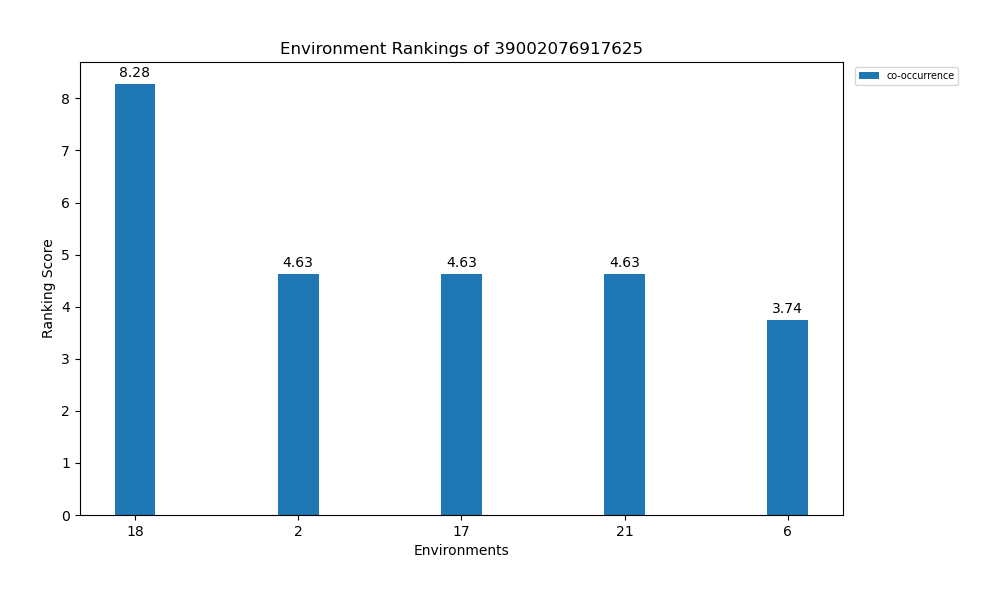 Environment Rankings of 39002076917625
co-occurrence
Ranking Score
8
7
6
5
4
3
2
1
0
8.28
4.63
4.63
4.63
3.74
18 2 17 21 6
Environments